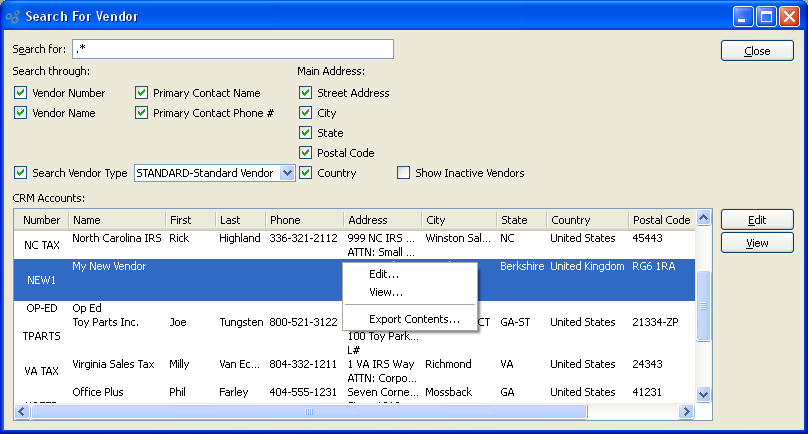 Search For Vendor
Search for: .* Close
Search through: Main Address:
Vendor Number Primary Contact Name Street Address
Vendor Name Primary Contact Phone # City
State
Postal Code
Search Vendor Type STANDARD-Standard Vendor Country Show Inactive Vendors
CRM Accounts:
Number Name First Last Phone Address City State Country Postal Code Edit
NC TAX North Carolina IRS Rick Highland 336-321-2112 999 NC IRS ... Winston Sal... NC United States 45443 View
ATTN: Small ...
NEW1 My New Vendor Berkshire United Kingdom RG6 1RA
Edit...
View...
Export Contents...
OP-ED Op Ed
TPARTS Toy Parts Inc. Joe Tungsten 800-521-3122 CT GA-ST United States 21334-ZP
100 Toy Park...
L#
VA TAX Virginia Sales Tax Milly Van Ec... 804-332-1211 1 VA IRS Way Richmond VA United States 24343
ATTN: Corpo...
Office Plus Phil Farley 404-555-1231 Seven Corne... Mossback GA United States 41231